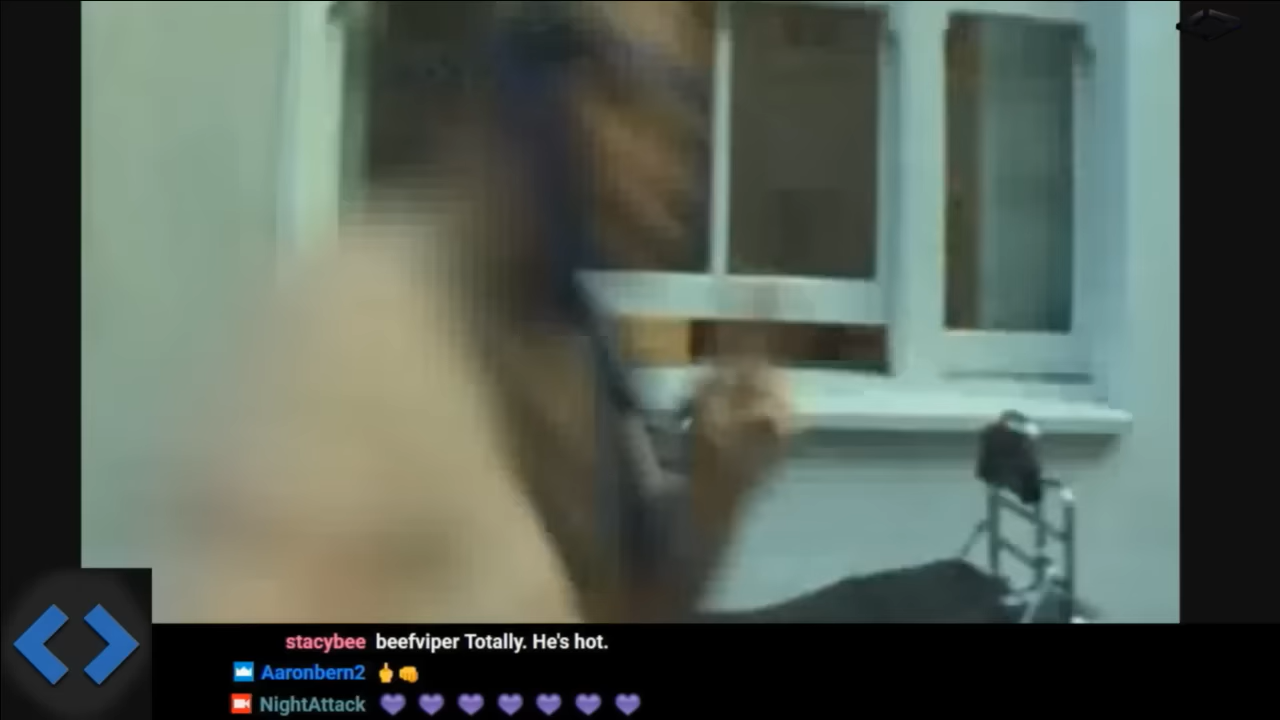 stacybee beefviper Totally. He's hot.
Aaronbern2 🖕👊
NightAttack 💜 💜 💜 💜 💜 💜 💜